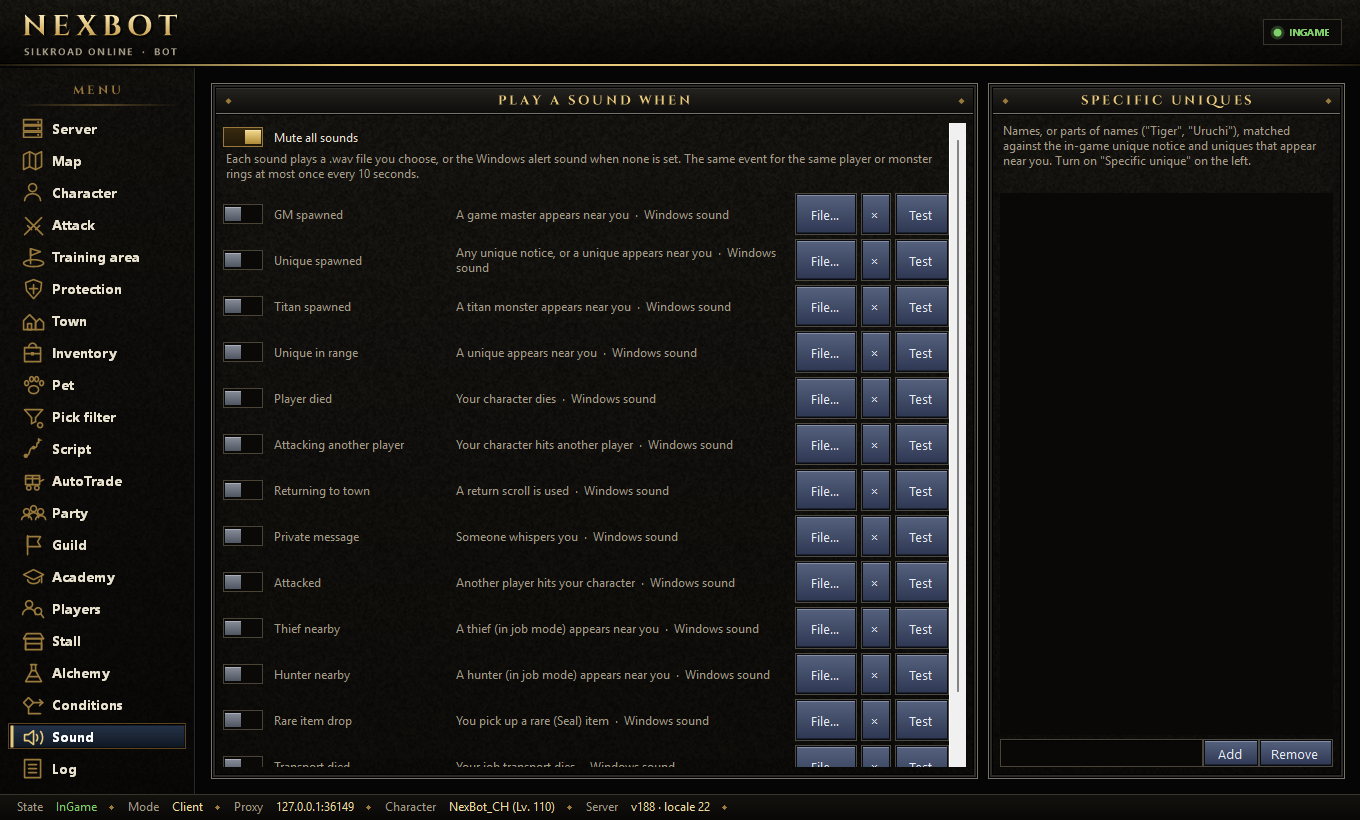 NEXBOT
SILKROAD ONLINE · BOT
INGAME
MENU
Server
Map
Character
Attack
Training area
Protection
Town
Inventory
Pet
Pick filter
Script
AutoTrade
Party
Guild
Academy
Players
Stall
Alchemy
Conditions
Sound
Log
PLAY A SOUND WHEN
Mute all sounds
Each sound plays a .wav file you choose, or the Windows alert sound when none is set. The same event for the same player or monster
rings at most once every 10 seconds.
GM spawned A game master appears near you · Windows sound File... × Test
Unique spawned Any unique notice, or a unique appears near you · Windows
sound File... × Test
Titan spawned A titan monster appears near you · Windows sound File... × Test
Unique in range A unique appears near you · Windows sound File... × Test
Player died Your character dies · Windows sound File... × Test
Attacking another player Your character hits another player · Windows sound File... × Test
Returning to town A return scroll is used · Windows sound File... × Test
Private message Someone whispers you · Windows sound File... × Test
Attacked Another player hits your character · Windows sound File... × Test
Thief nearby A thief (in job mode) appears near you · Windows sound File... × Test
Hunter nearby A hunter (in job mode) appears near you · Windows sound File... × Test
Rare item drop You pick up a rare (Seal) item · Windows sound File... × Test
Transport died Your job transport dies · Windows sound File... × Test
SPECIFIC UNIQUES
Names, or parts of names ("Tiger", "Uruchi"), matched
against the in-game unique notice and uniques that appear
near you. Turn on "Specific unique" on the left.
Add Remove
State InGame Mode Client Proxy 127.0.0.1:36149 Character NexBot_CH (Lv. 110) Server v188 · locale 22